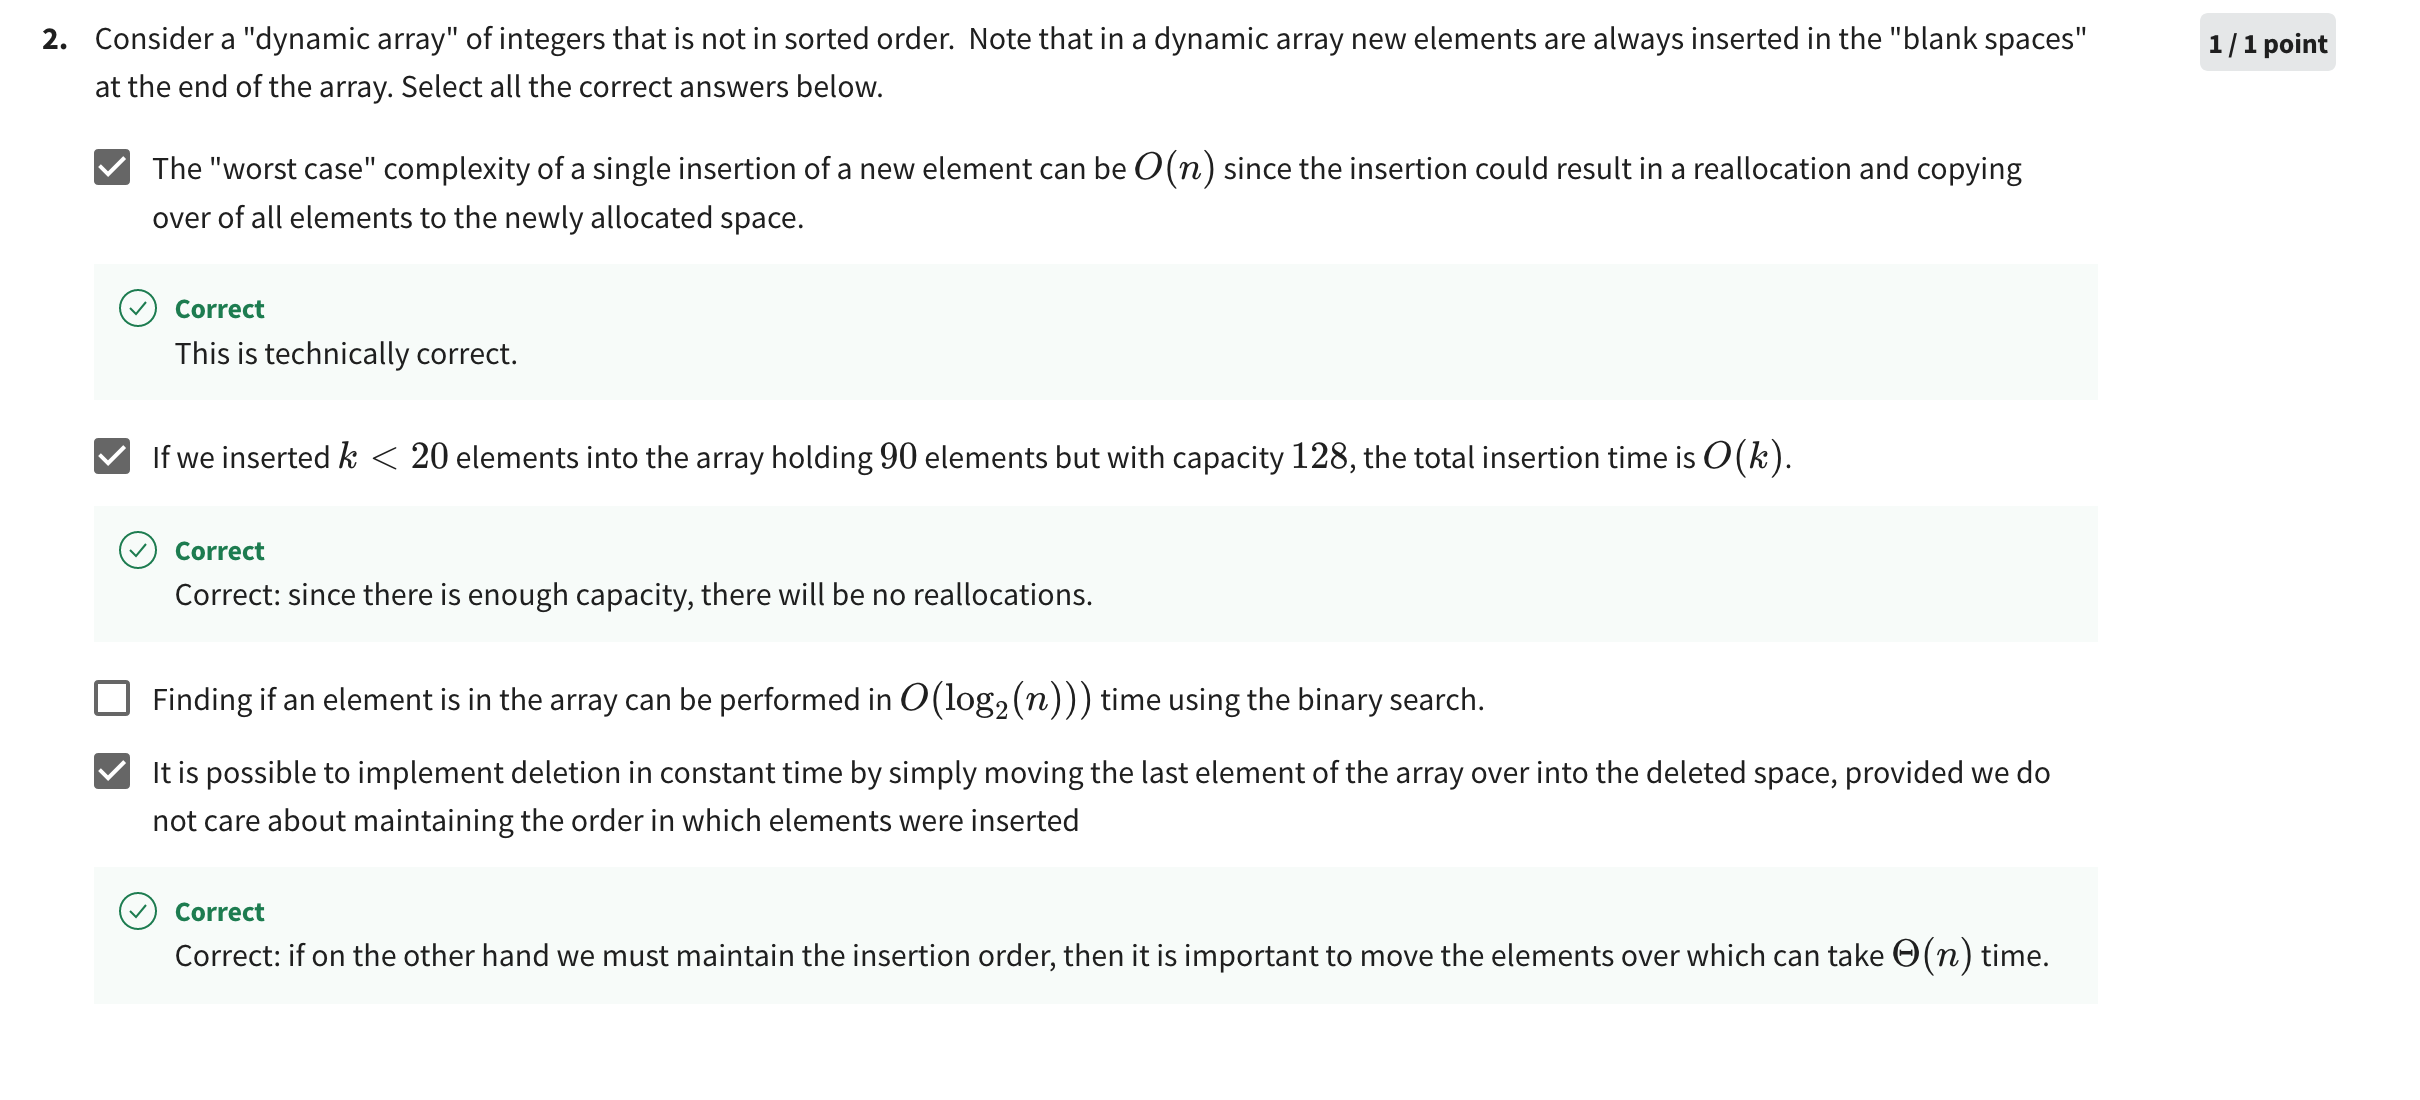 2. Consider a "dynamic array" of integers that is not in sorted order. Note that in a dynamic array new elements are always inserted in the "blank spaces"
1 / 1 point
at the end of the array. Select all the correct answers below.
The "worst case" complexity of a single insertion of a new element can be O(n) since the insertion could result in a reallocation and copying
over of all elements to the newly allocated space.
Correct
This is technically correct.
If we inserted k < 20 elements into the array holding 90 elements but with capacity 128, the total insertion time is O(k).
Correct
Correct: since there is enough capacity, there will be no reallocations.
Finding if an element is in the array can be performed in O(log₂(n))) time using the binary search.
It is possible to implement deletion in constant time by simply moving the last element of the array over into the deleted space, provided we do
not care about maintaining the order in which elements were inserted
Correct
Correct: if on the other hand we must maintain the insertion order, then it is important to move the elements over which can take Θ(n) time.